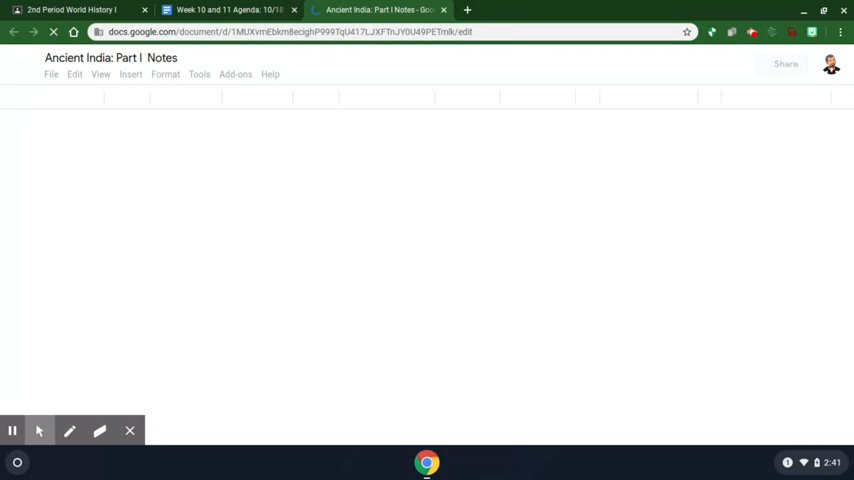 2nd Period World History I
Week 10 and 11 Agenda: 10/18
Ancient India: Part I Notes - Goo
docs.google.com/document/d/1MUXvmEbkm8ecighP999TqU417LJXFTnJY0U49PETmlk/edit
Ancient India: Part I Notes
Share
File Edit View Insert Format Tools Add-ons Help
1 2:41